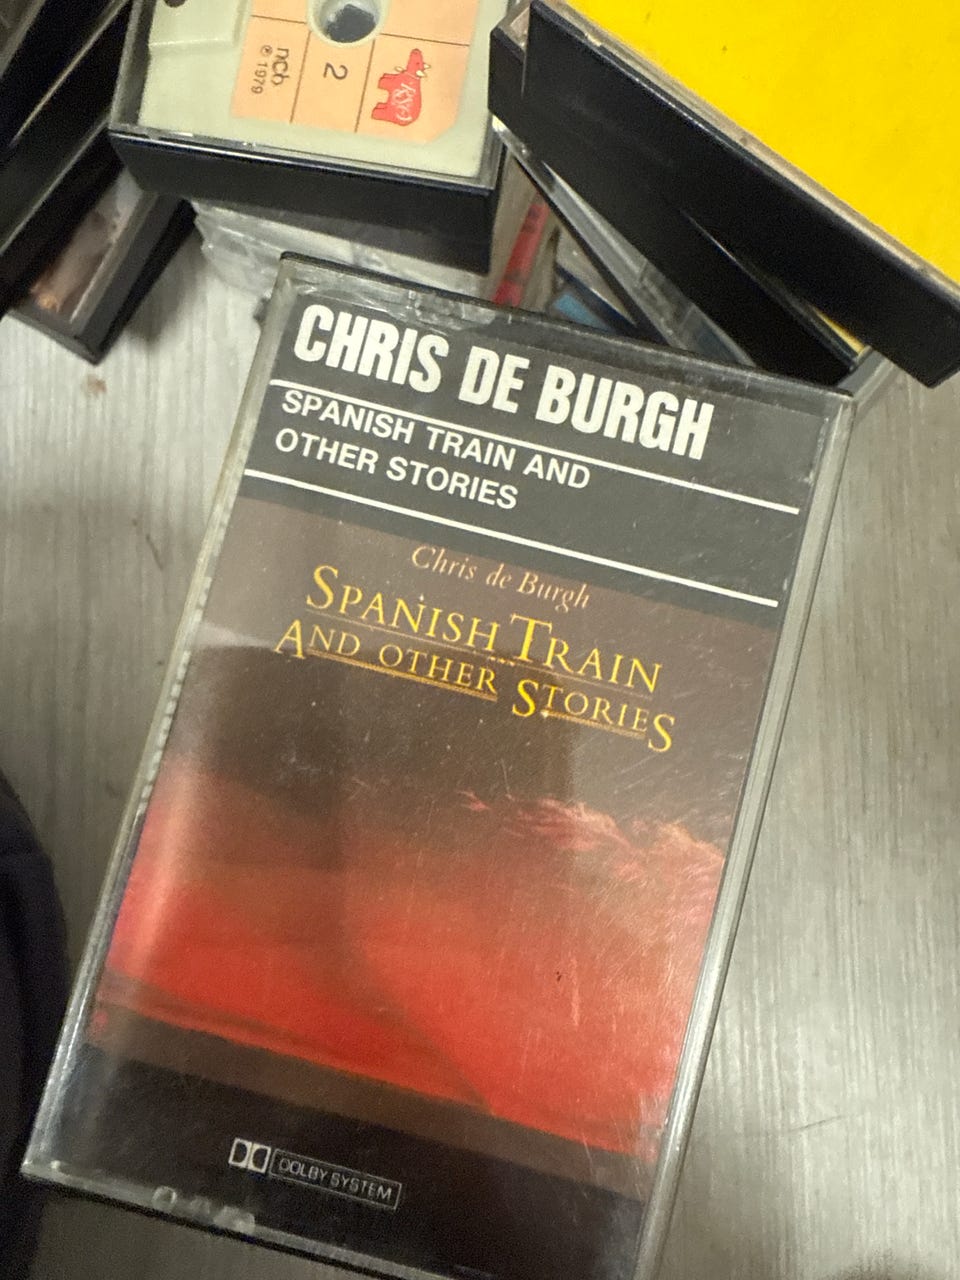 ncb
℗ 1979
2
RSO
CHRIS DE BURGH
SPANISH TRAIN AND
OTHER STORIES
Chris de Burgh
SPANISH TRAIN
AND OTHER STORIES
DOLBY SYSTEM